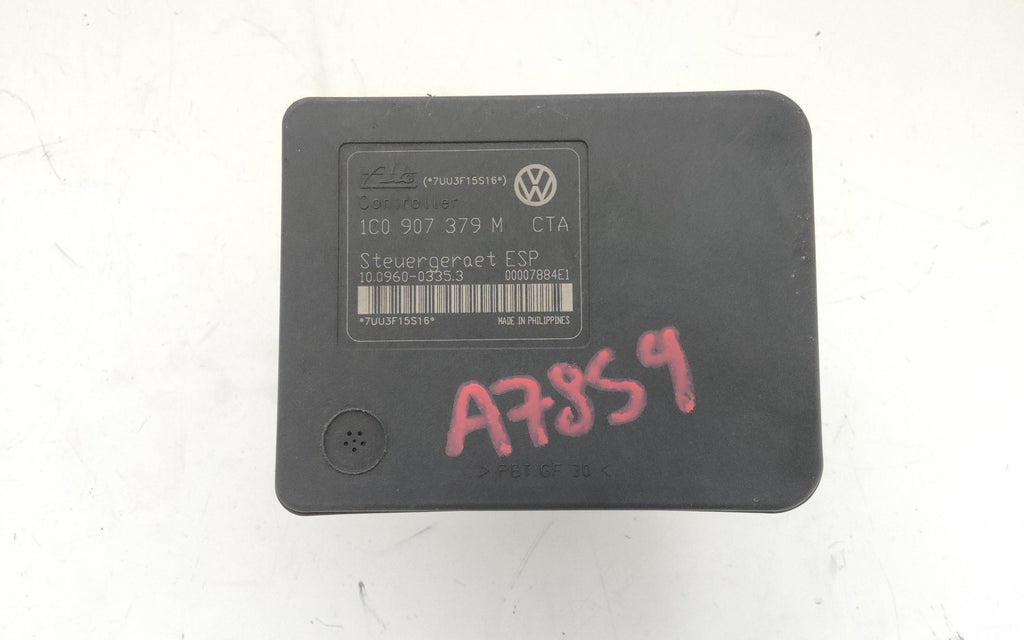 Ate (*7UU3F15S16*)
Controller
1C0 907 379 M CTA
Steuergeraet ESP
10.0960-0335.3 00007884E1
*7UU3F15S16* MADE IN PHILIPPINES
A7859
> PBT GF 30 <